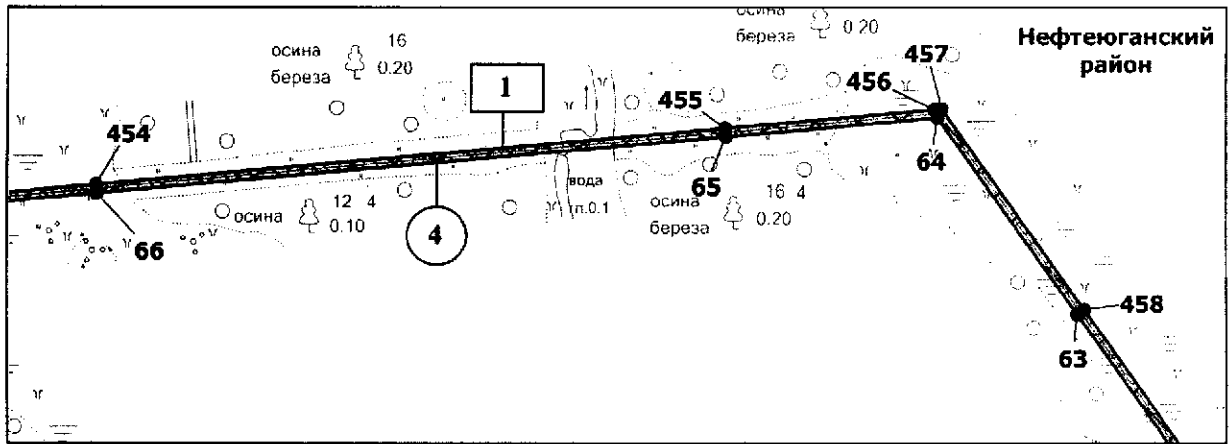 осина
береза
0.20
16
осина
береза
0.20
Нефтеюганский
район
457
456
455
1
454
64
вода
гл.0.1
65
16 4
осина
береза
0.20
12 4
осина
0.10
4
66
458
63